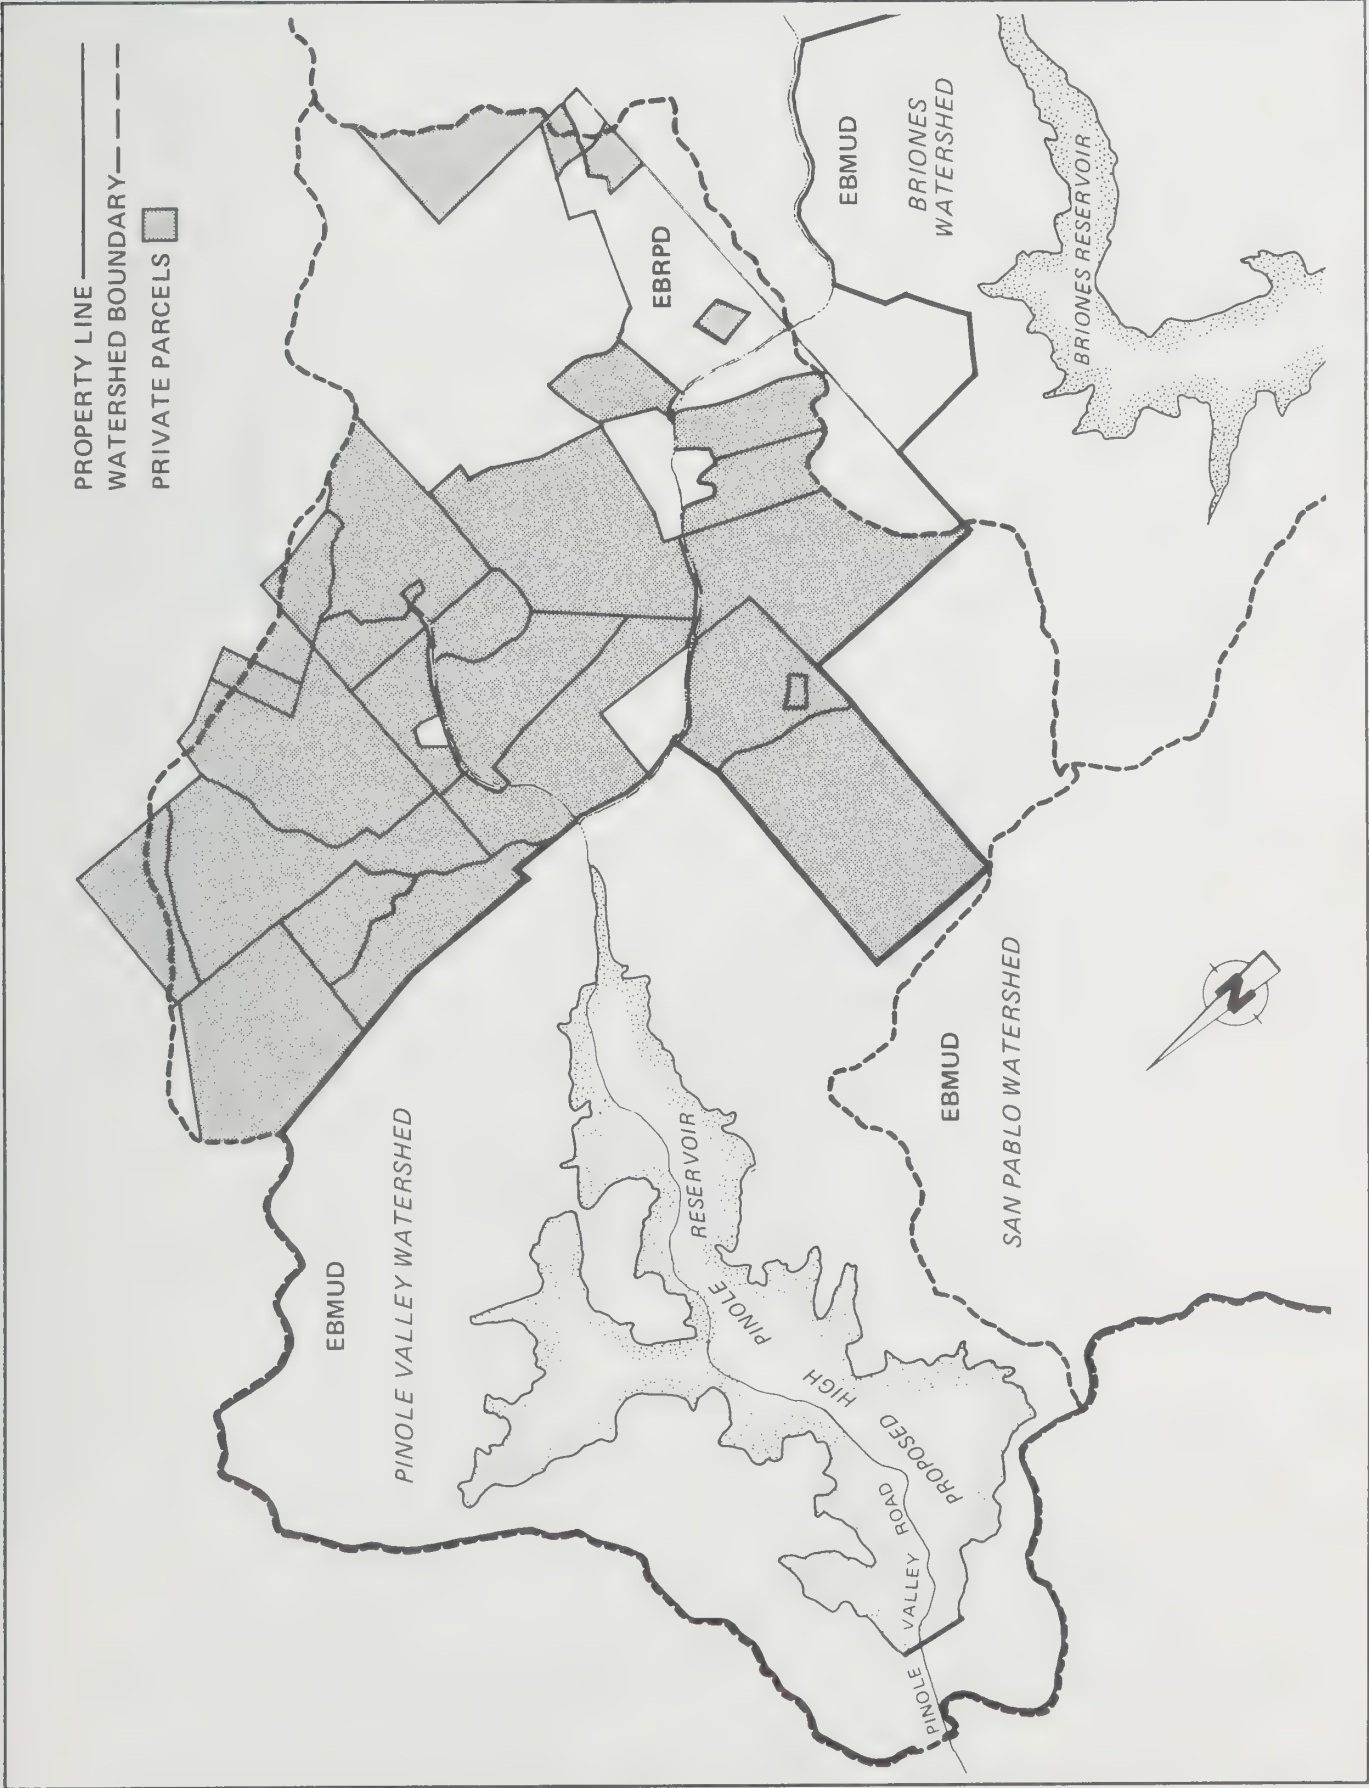 PROPERTY LINE
WATERSHED BOUNDARY
PRIVATE PARCELS
EBRPD
EBMUD
BRIONES
WATERSHED
BRIONES RESERVOIR
EBMUD
PINOLE VALLEY WATERSHED
PROPOSED HIGH PINOLE RESERVOIR
PINOLE VALLEY ROAD
EBMUD
SAN PABLO WATERSHED
N